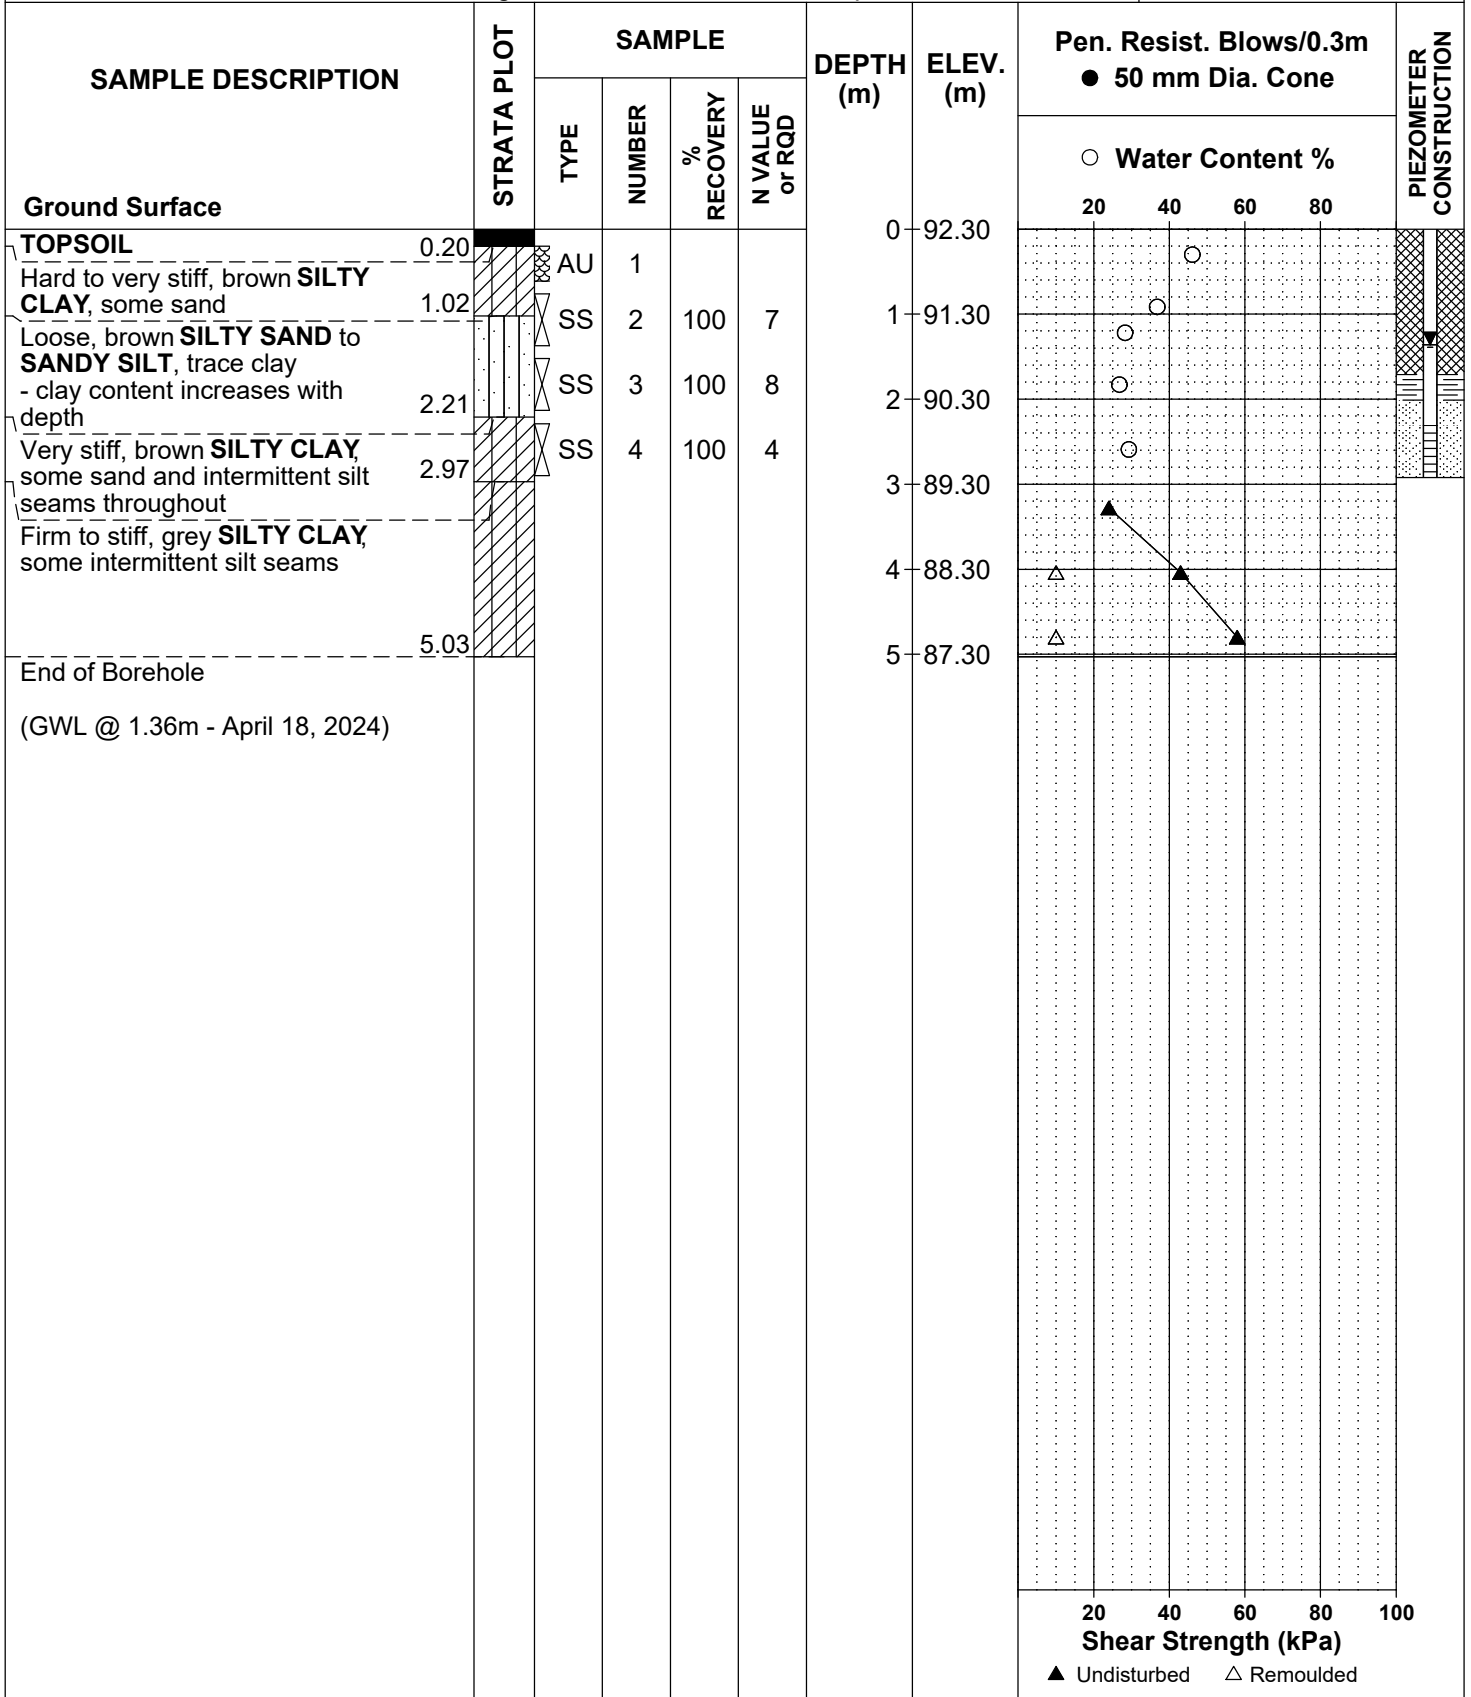 SAMPLE DESCRIPTION
STRATA PLOT
SAMPLE
TYPE
NUMBER
%
RECOVERY
N VALUE
or RQD
DEPTH
(m)
ELEV.
(m)
Pen. Resist. Blows/0.3m
● 50 mm Dia. Cone
○ Water Content %
20 40 60 80
PIEZOMETER
CONSTRUCTION
Ground Surface
0 92.30
TOPSOIL 0.20
AU 1
Hard to very stiff, brown SILTY
CLAY, some sand 1.02
SS 2 100 7
1 91.30
Loose, brown SILTY SAND to
SANDY SILT, trace clay
- clay content increases with
depth 2.21
SS 3 100 8
2 90.30
Very stiff, brown SILTY CLAY,
some sand and intermittent silt
seams throughout 2.97
SS 4 100 4
3 89.30
Firm to stiff, grey SILTY CLAY,
some intermittent silt seams
4 88.30
5.03
5 87.30
End of Borehole
(GWL @ 1.36m - April 18, 2024)
20 40 60 80 100
Shear Strength (kPa)
▲ Undisturbed △ Remoulded